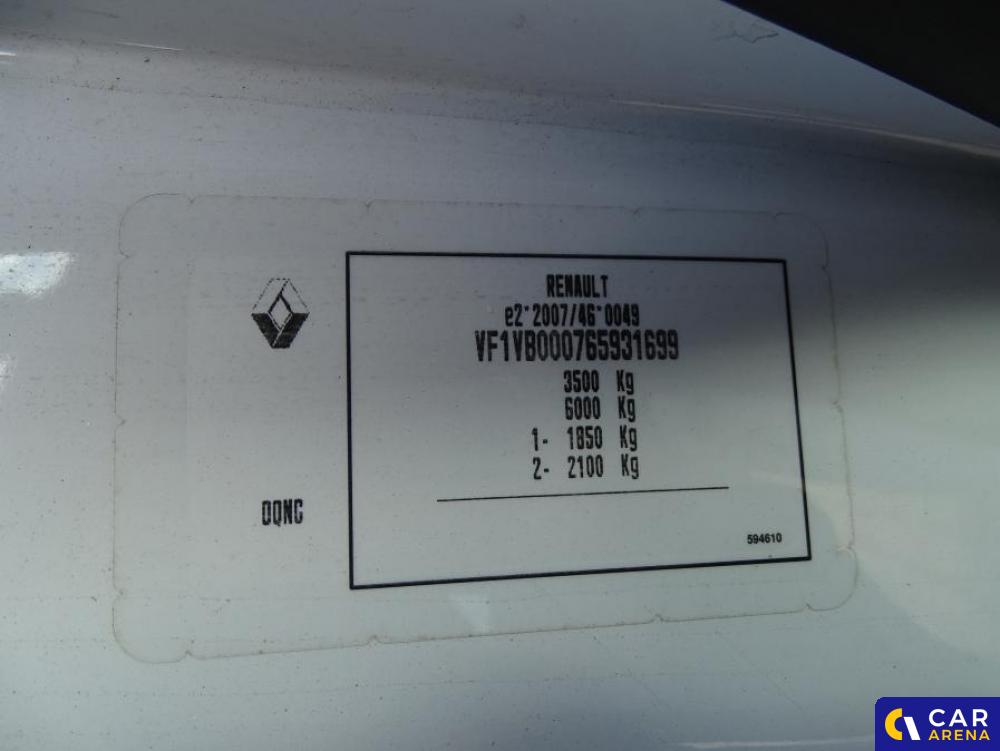 RENAULT
e2*2007/46*0049
VF1VB000765931699
3500 Kg
6000 Kg
1- 1850 Kg
2- 2100 Kg
OQNC
594610
CAR
ARENA